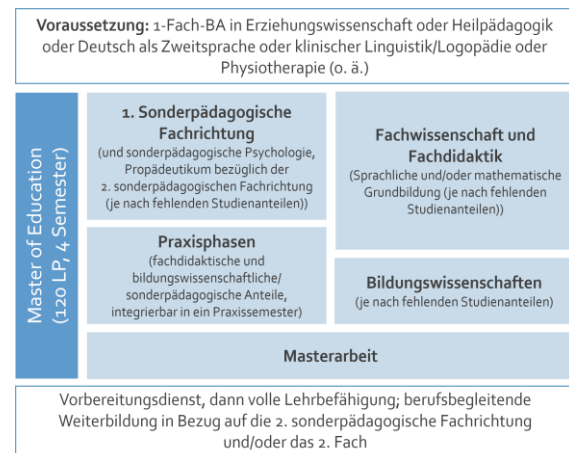 Voraussetzung: 1-Fach-BA in Erziehungswissenschaft oder Heilpädagogik
oder Deutsch als Zweitsprache oder klinischer Linguistik/Logopädie oder
Physiotherapie (o. ä.)
Master of Education
(120 LP, 4 Semester)
1. Sonderpädagogische
Fachrichtung
(und sonderpädagogische Psychologie,
Propädeutikum bezüglich der
2. sonderpädagogischen Fachrichtung
(je nach fehlenden Studienanteilen))
Fachwissenschaft und
Fachdidaktik
(Sprachliche und/oder mathematische
Grundbildung (je nach fehlenden
Studienanteilen))
Praxisphasen
(fachdidaktische und
bildungswissenschaftliche/
sonderpädagogische Anteile,
integrierbar in ein Praxissemester)
Bildungswissenschaften
(je nach fehlenden Studienanteilen)
Masterarbeit
Vorbereitungsdienst, dann volle Lehrbefähigung; berufsbegleitende
Weiterbildung in Bezug auf die 2. sonderpädagogische Fachrichtung
und/oder das 2. Fach